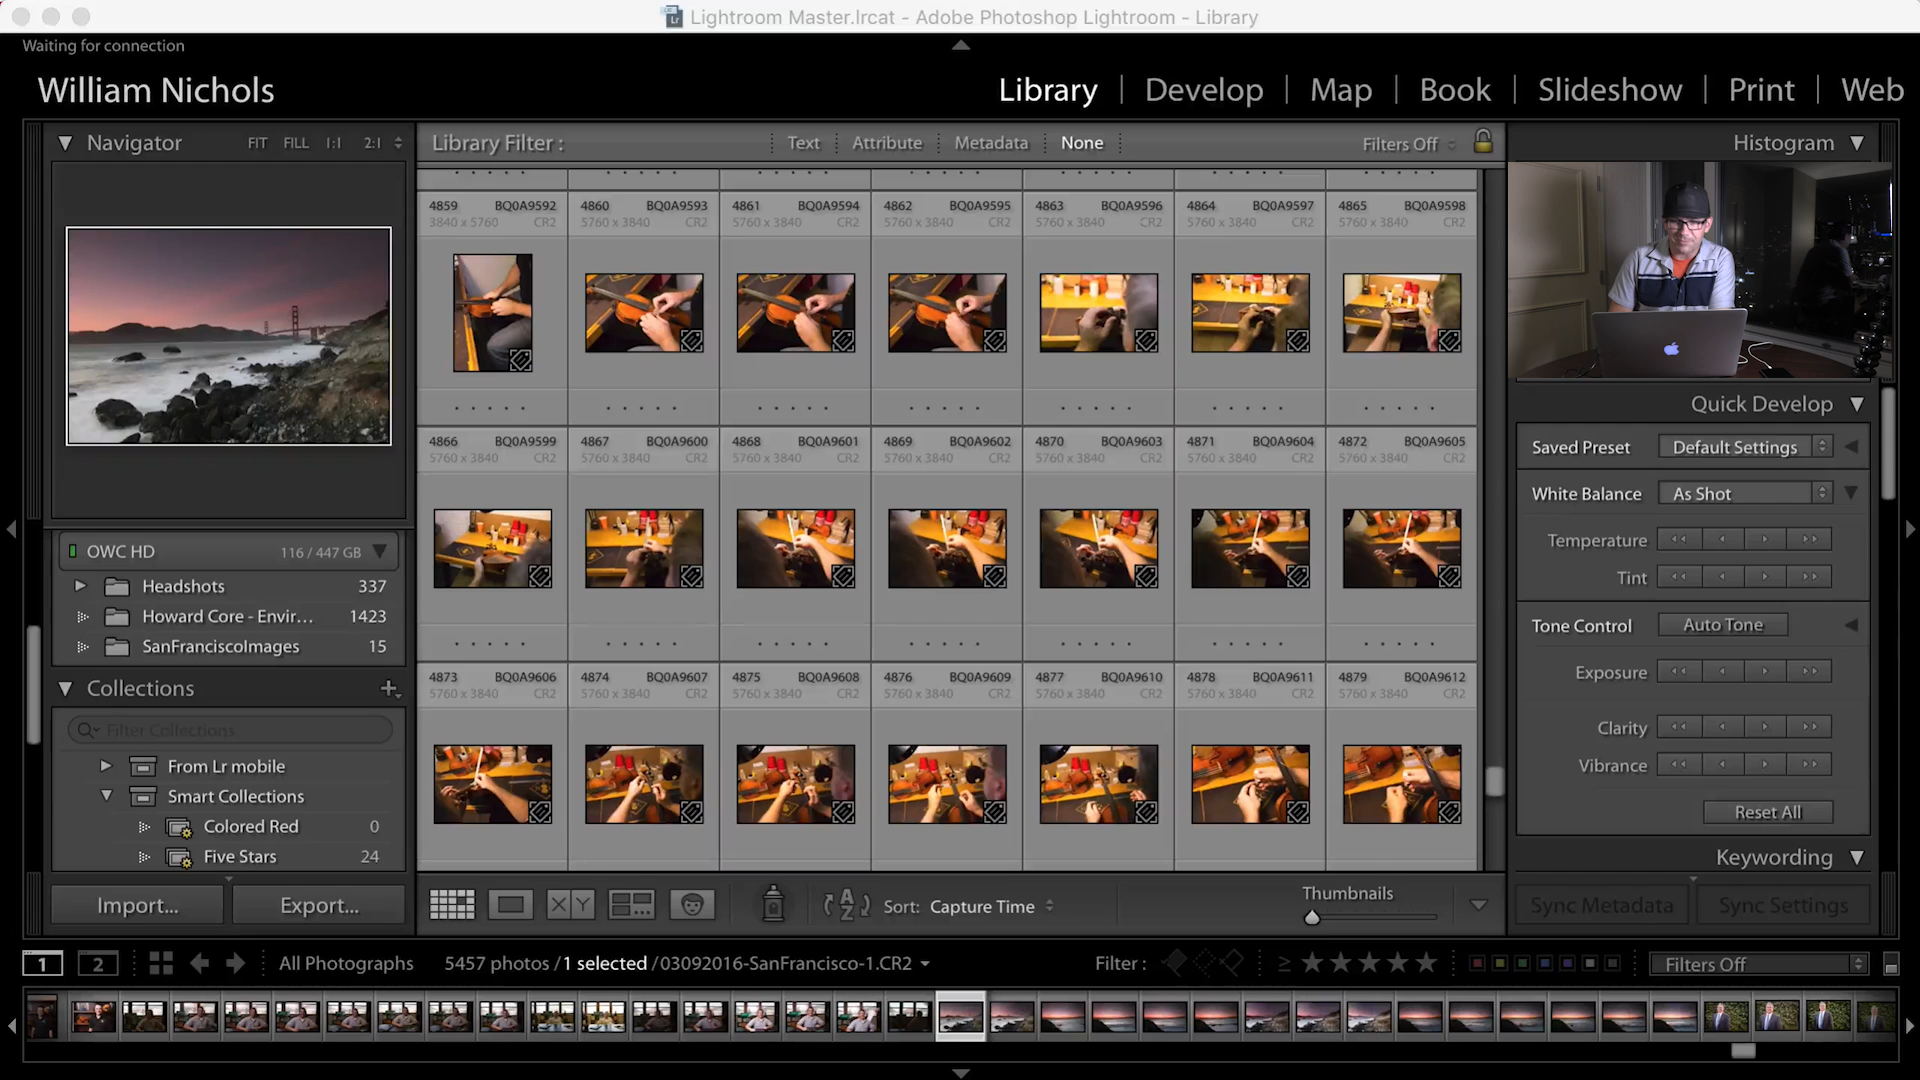 Lightroom Master.lrcat - Adobe Photoshop Lightroom - Library
Waiting for connection
William Nichols
Library Develop Map Book Slideshow Print Web
Navigator FIT FILL 1:1 2:1
Library Filter : Text Attribute Metadata None Filters Off
Histogram
4859 BQ0A9592 4860 BQ0A9593 4861 BQ0A9594 4862 BQ0A9595 4863 BQ0A9596 4864 BQ0A9597 4865 BQ0A9598
3840 x 5760 CR2 5760 x 3840 CR2 5760 x 3840 CR2 5760 x 3840 CR2 5760 x 3840 CR2 5760 x 3840 CR2 5760 x 3840 CR2
4866 BQ0A9599 4867 BQ0A9600 4868 BQ0A9601 4869 BQ0A9602 4870 BQ0A9603 4871 BQ0A9604 4872 BQ0A9605
5760 x 3840 CR2 5760 x 3840 CR2 5760 x 3840 CR2 5760 x 3840 CR2 5760 x 3840 CR2 5760 x 3840 CR2 5760 x 3840 CR2
4873 BQ0A9606 4874 BQ0A9607 4875 BQ0A9608 4876 BQ0A9609 4877 BQ0A9610 4878 BQ0A9611 4879 BQ0A9612
5760 x 3840 CR2 5760 x 3840 CR2 5760 x 3840 CR2 5760 x 3840 CR2 5760 x 3840 CR2 5760 x 3840 CR2 5760 x 3840 CR2
OWC HD 116 / 447 GB
Headshots 337
Howard Core - Envir... 1423
SanFranciscoImages 15
Collections
Filter Collections
From Lr mobile
Smart Collections
Colored Red 0
Five Stars 24
Import... Export...
Quick Develop
Saved Preset Default Settings
White Balance As Shot
Temperature
Tint
Tone Control Auto Tone
Exposure
Clarity
Vibrance
Reset All
Keywording
Sync Metadata Sync Settings
XY Sort: Capture Time Thumbnails
1 2 All Photographs 5457 photos / 1 selected / 03092016-SanFrancisco-1.CR2 Filter : ≥ Filters Off